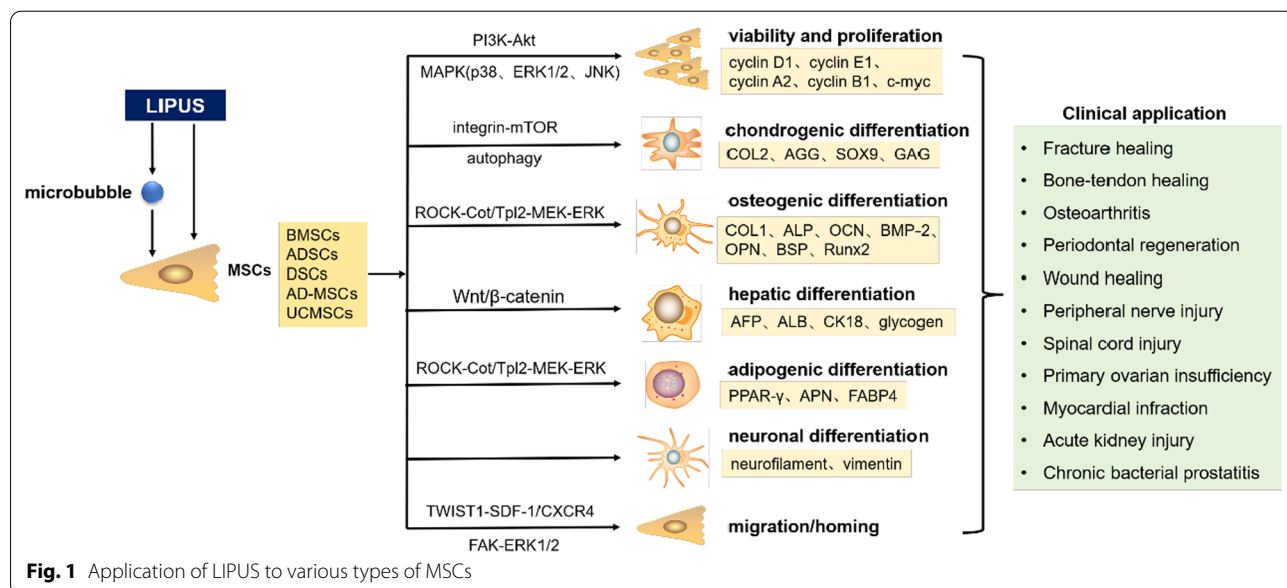 LIPUS
microbubble
MSCs
BMSCs
ADSCs
DSCs
AD-MSCs
UCMSCs
PI3K-Akt
MAPK(p38、ERK1/2、JNK)
viability and proliferation
cyclin D1、cyclin E1、
cyclin A2、cyclin B1、c-myc
integrin-mTOR
autophagy
chondrogenic differentiation
COL2、AGG、SOX9、GAG
ROCK-Cot/Tpl2-MEK-ERK
osteogenic differentiation
COL1、ALP、OCN、BMP-2、
OPN、BSP、Runx2
Wnt/β-catenin
hepatic differentiation
AFP、ALB、CK18、glycogen
ROCK-Cot/Tpl2-MEK-ERK
adipogenic differentiation
PPAR-γ、APN、FABP4
neuronal differentiation
neurofilament、vimentin
TWIST1-SDF-1/CXCR4
FAK-ERK1/2
migration/homing
Clinical application
• Fracture healing
• Bone-tendon healing
• Osteoarthritis
• Periodontal regeneration
• Wound healing
• Peripheral nerve injury
• Spinal cord injury
• Primary ovarian insufficiency
• Myocardial infraction
• Acute kidney injury
• Chronic bacterial prostatitis
Fig. 1 Application of LIPUS to various types of MSCs